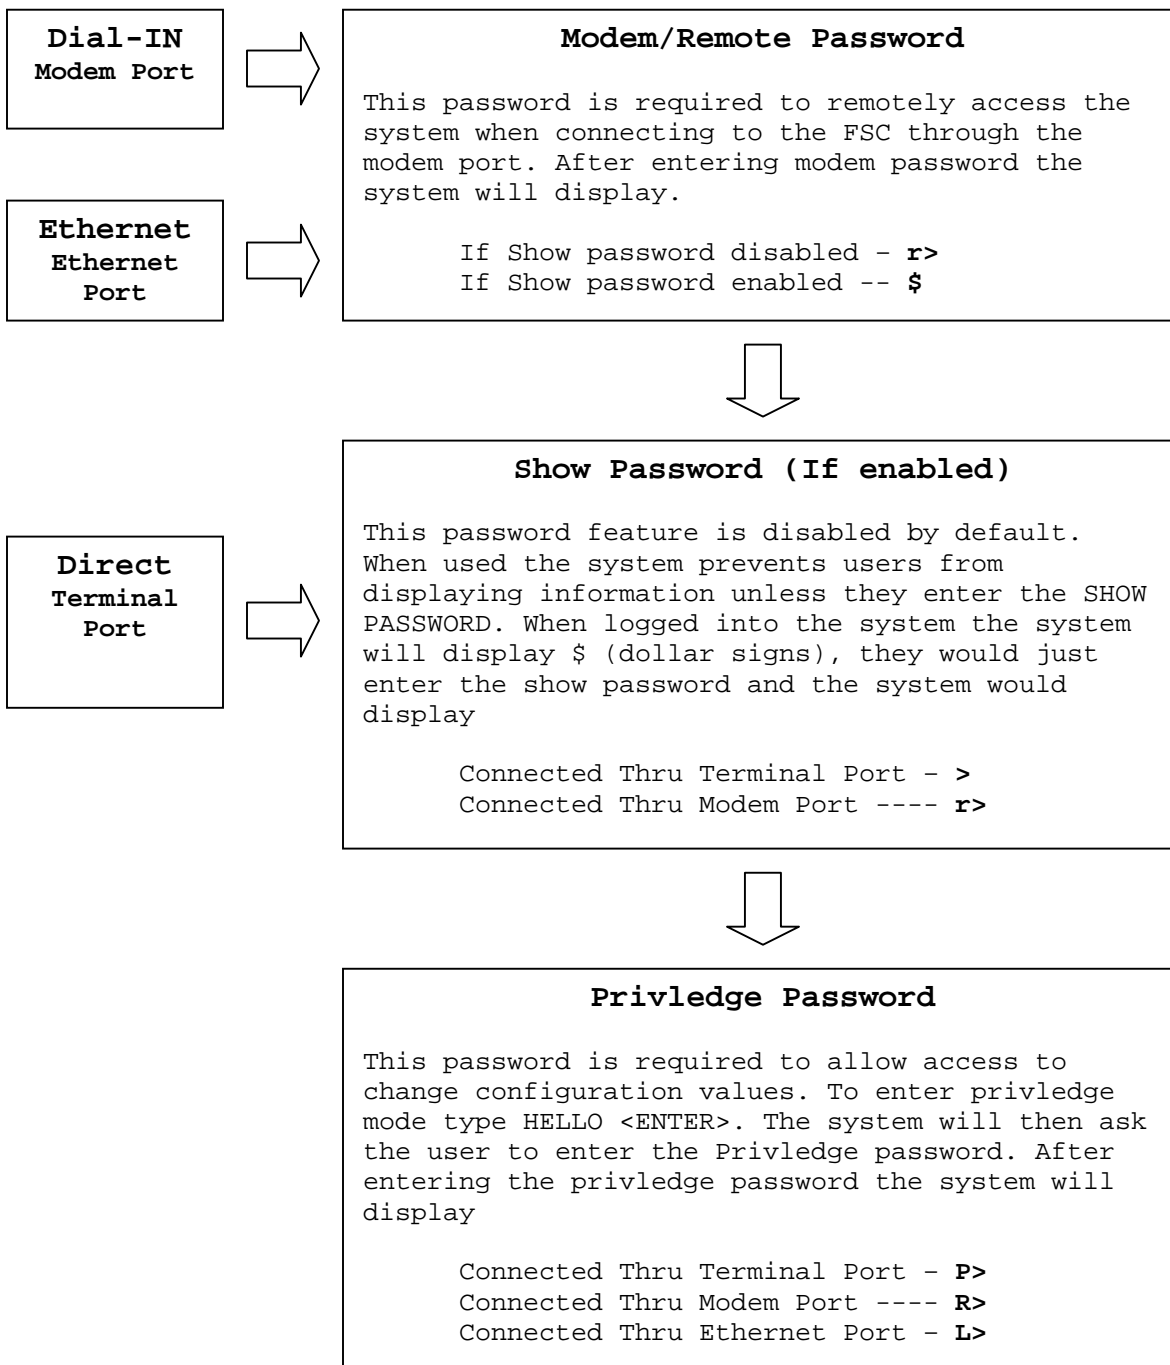 Dial-IN
Modem Port
Modem/Remote Password
This password is required to remotely access the
system when connecting to the FSC through the
modem port. After entering modem password the
system will display.
If Show password disabled – r>
If Show password enabled -- $
Ethernet
Ethernet
Port
Show Password (If enabled)
This password feature is disabled by default.
When used the system prevents users from
displaying information unless they enter the SHOW
PASSWORD. When logged into the system the system
will display $ (dollar signs), they would just
enter the show password and the system would
display
Connected Thru Terminal Port – >
Connected Thru Modem Port ---- r>
Direct
Terminal
Port
Privledge Password
This password is required to allow access to
change configuration values. To enter privledge
mode type HELLO <ENTER>. The system will then ask
the user to enter the Privledge password. After
entering the privledge password the system will
display
Connected Thru Terminal Port – P>
Connected Thru Modem Port ---- R>
Connected Thru Ethernet Port – L>